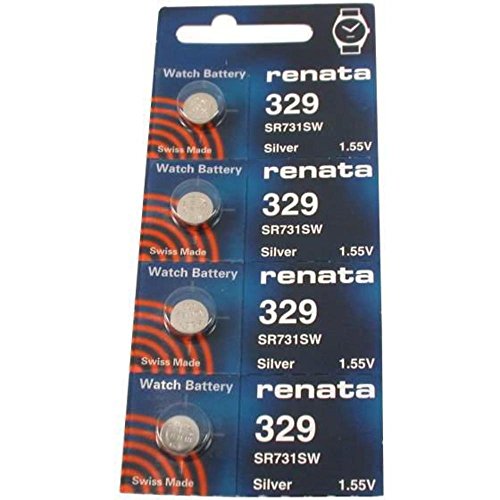 Watch Battery
renata
329
SR731SW
Swiss Made
Silver 1.55V
Watch Battery
renata
329
SR731SW
Swiss Made
Silver 1.55V
Watch Battery
renata
329
SR731SW
Swiss Made
Silver 1.55V
Watch Battery
renata
329
SR731SW
Swiss Made
Silver 1.55V